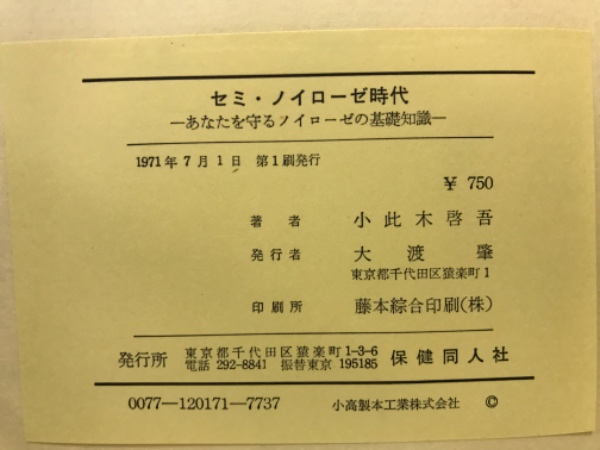 セミ・ノイローゼ時代
―あなたを守るノイローゼの基礎知識―
1971年7月1日 第1刷発行
¥ 750
著者 小此木啓吾
発行者 大渡肇
東京都千代田区猿楽町1
印刷所 藤本綜合印刷(株)
発行所 東京都千代田区猿楽町1-3-6 保健同人社
電話 292-8841 振替東京 195185
0077―120171―7737 小高製本工業株式会社 ©